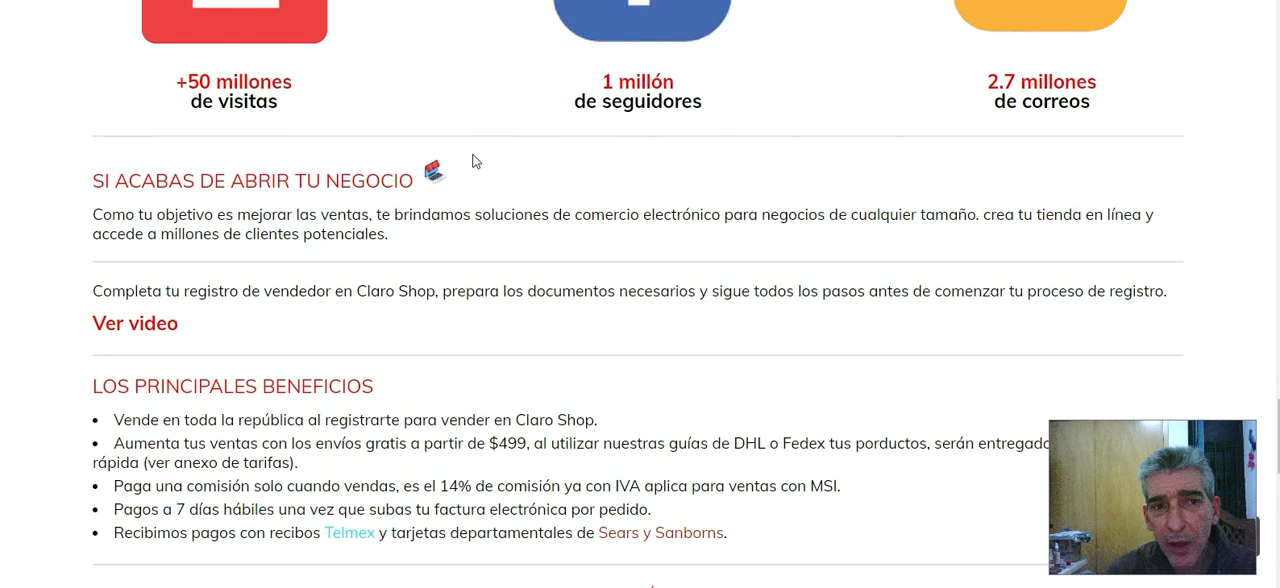 +50 millones
de visitas
1 millón
de seguidores
2.7 millones
de correos
SI ACABAS DE ABRIR TU NEGOCIO
Como tu objetivo es mejorar las ventas, te brindamos soluciones de comercio electrónico para negocios de cualquier tamaño. crea tu tienda en línea y
accede a millones de clientes potenciales.
Completa tu registro de vendedor en Claro Shop, prepara los documentos necesarios y sigue todos los pasos antes de comenzar tu proceso de registro.
Ver video
LOS PRINCIPALES BENEFICIOS
• Vende en toda la república al registrarte para vender en Claro Shop.
• Aumenta tus ventas con los envíos gratis a partir de $499, al utilizar nuestras guías de DHL o Fedex tus porductos, serán entregado
rápida (ver anexo de tarifas).
• Paga una comisión solo cuando vendas, es el 14% de comisión ya con IVA aplica para ventas con MSI.
• Pagos a 7 días hábiles una vez que subas tu factura electrónica por pedido.
• Recibimos pagos con recibos Telmex y tarjetas departamentales de Sears y Sanborns.